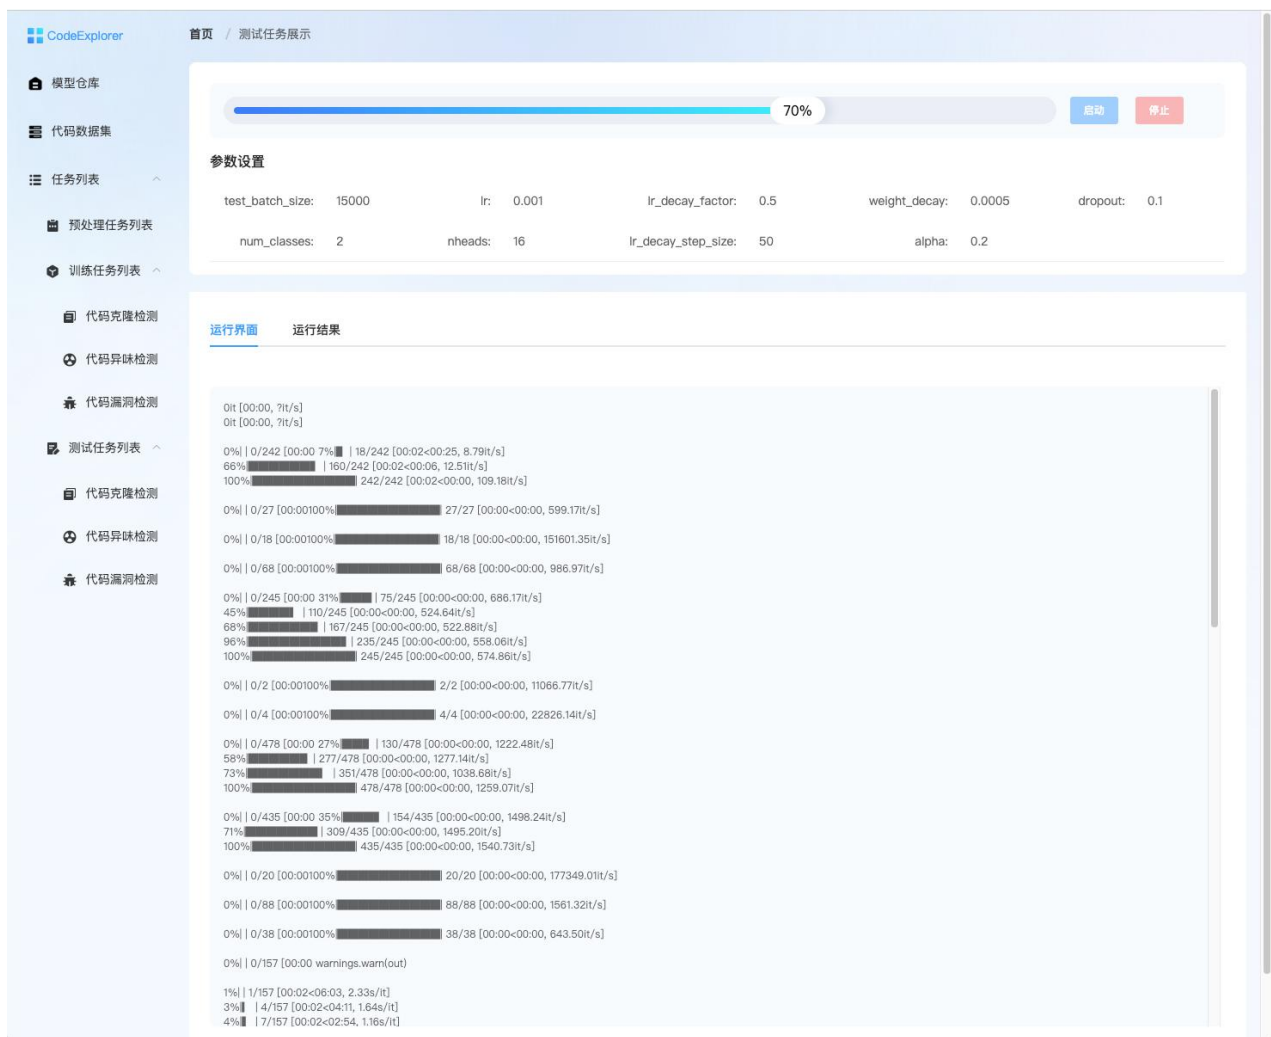 CodeExplorer
首页 / 测试任务展示
模型仓库
代码数据集
任务列表
预处理任务列表
训练任务列表
代码克隆检测
代码异味检测
代码漏洞检测
测试任务列表
代码克隆检测
代码异味检测
代码漏洞检测
70%
启动 停止
参数设置
test_batch_size: 15000 lr: 0.001 lr_decay_factor: 0.5 weight_decay: 0.0005 dropout: 0.1
num_classes: 2 nheads: 16 lr_decay_step_size: 50 alpha: 0.2
运行界面 运行结果
0it [00:00, ?it/s]
0it [00:00, ?it/s]
0%| | 0/242 [00:00 7%|█ | 18/242 [00:02<00:25, 8.79it/s]
66%|██████ | 160/242 [00:02<00:06, 12.51it/s]
100%|██████████| 242/242 [00:02<00:00, 109.18it/s]
0%| | 0/27 [00:00100%|██████████| 27/27 [00:00<00:00, 599.17it/s]
0%| | 0/18 [00:00100%|██████████| 18/18 [00:00<00:00, 151601.35it/s]
0%| | 0/68 [00:00100%|██████████| 68/68 [00:00<00:00, 986.97it/s]
0%| | 0/245 [00:00 31%|███ | 75/245 [00:00<00:00, 686.17it/s]
45%|████▍ | 110/245 [00:00<00:00, 524.64it/s]
68%|██████▊ | 167/245 [00:00<00:00, 522.88it/s]
96%|█████████▌| 235/245 [00:00<00:00, 558.06it/s]
100%|██████████| 245/245 [00:00<00:00, 574.86it/s]
0%| | 0/2 [00:00100%|██████████| 2/2 [00:00<00:00, 11066.77it/s]
0%| | 0/4 [00:00100%|██████████| 4/4 [00:00<00:00, 22826.14it/s]
0%| | 0/478 [00:00 27%|██▋ | 130/478 [00:00<00:00, 1222.48it/s]
58%|█████▊ | 277/478 [00:00<00:00, 1277.14it/s]
73%|███████▎ | 351/478 [00:00<00:00, 1038.68it/s]
100%|██████████| 478/478 [00:00<00:00, 1259.07it/s]
0%| | 0/435 [00:00 35%|███▌ | 154/435 [00:00<00:00, 1498.24it/s]
71%|███████ | 309/435 [00:00<00:00, 1495.20it/s]
100%|██████████| 435/435 [00:00<00:00, 1540.73it/s]
0%| | 0/20 [00:00100%|██████████| 20/20 [00:00<00:00, 177349.01it/s]
0%| | 0/88 [00:00100%|██████████| 88/88 [00:00<00:00, 1561.32it/s]
0%| | 0/38 [00:00100%|██████████| 38/38 [00:00<00:00, 643.50it/s]
0%| | 0/157 [00:00 warnings.warn(out)
1%| | 1/157 [00:02<06:03, 2.33s/it]
3%|▎ | 4/157 [00:02<04:11, 1.64s/it]
4%|▍ | 7/157 [00:02<02:54, 1.16s/it]